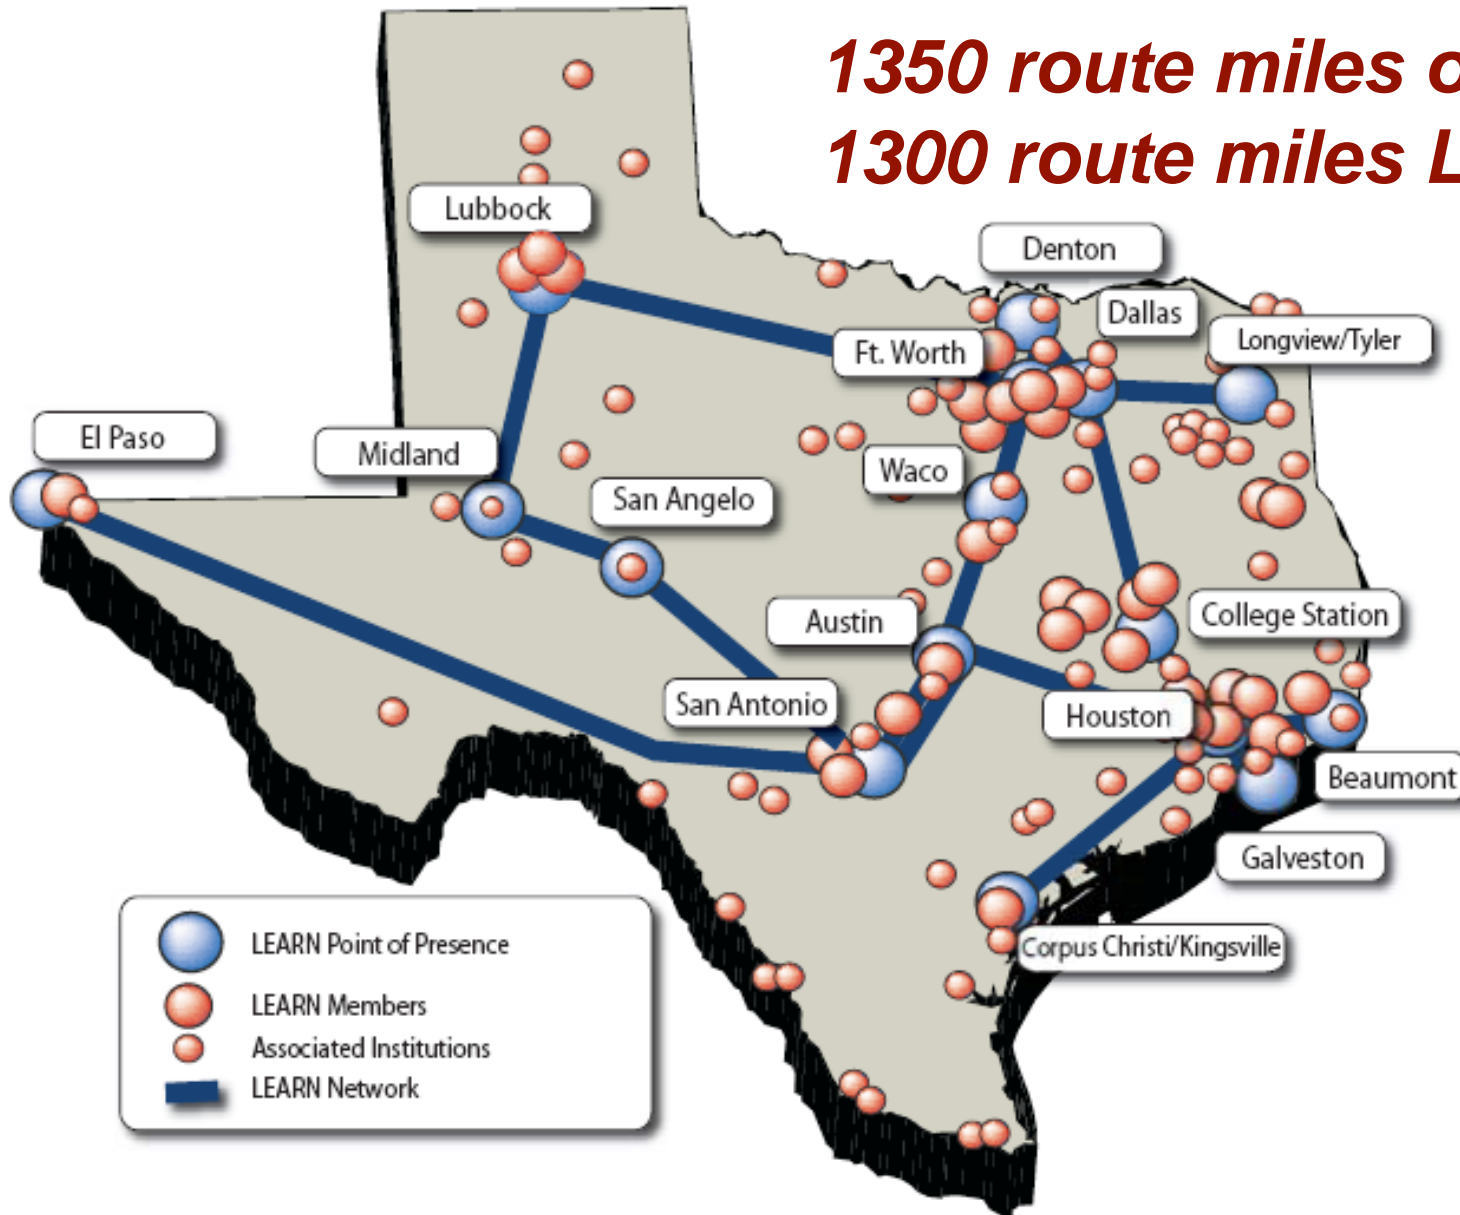 1350 route miles o
1300 route miles L
Lubbock
Denton
Dallas
Longview/Tyler
Ft. Worth
El Paso
Midland
Waco
San Angelo
Austin
College Station
San Antonio
Houston
Beaumont
Galveston
Corpus Christi/Kingsville
LEARN Point of Presence
LEARN Members
Associated Institutions
LEARN Network